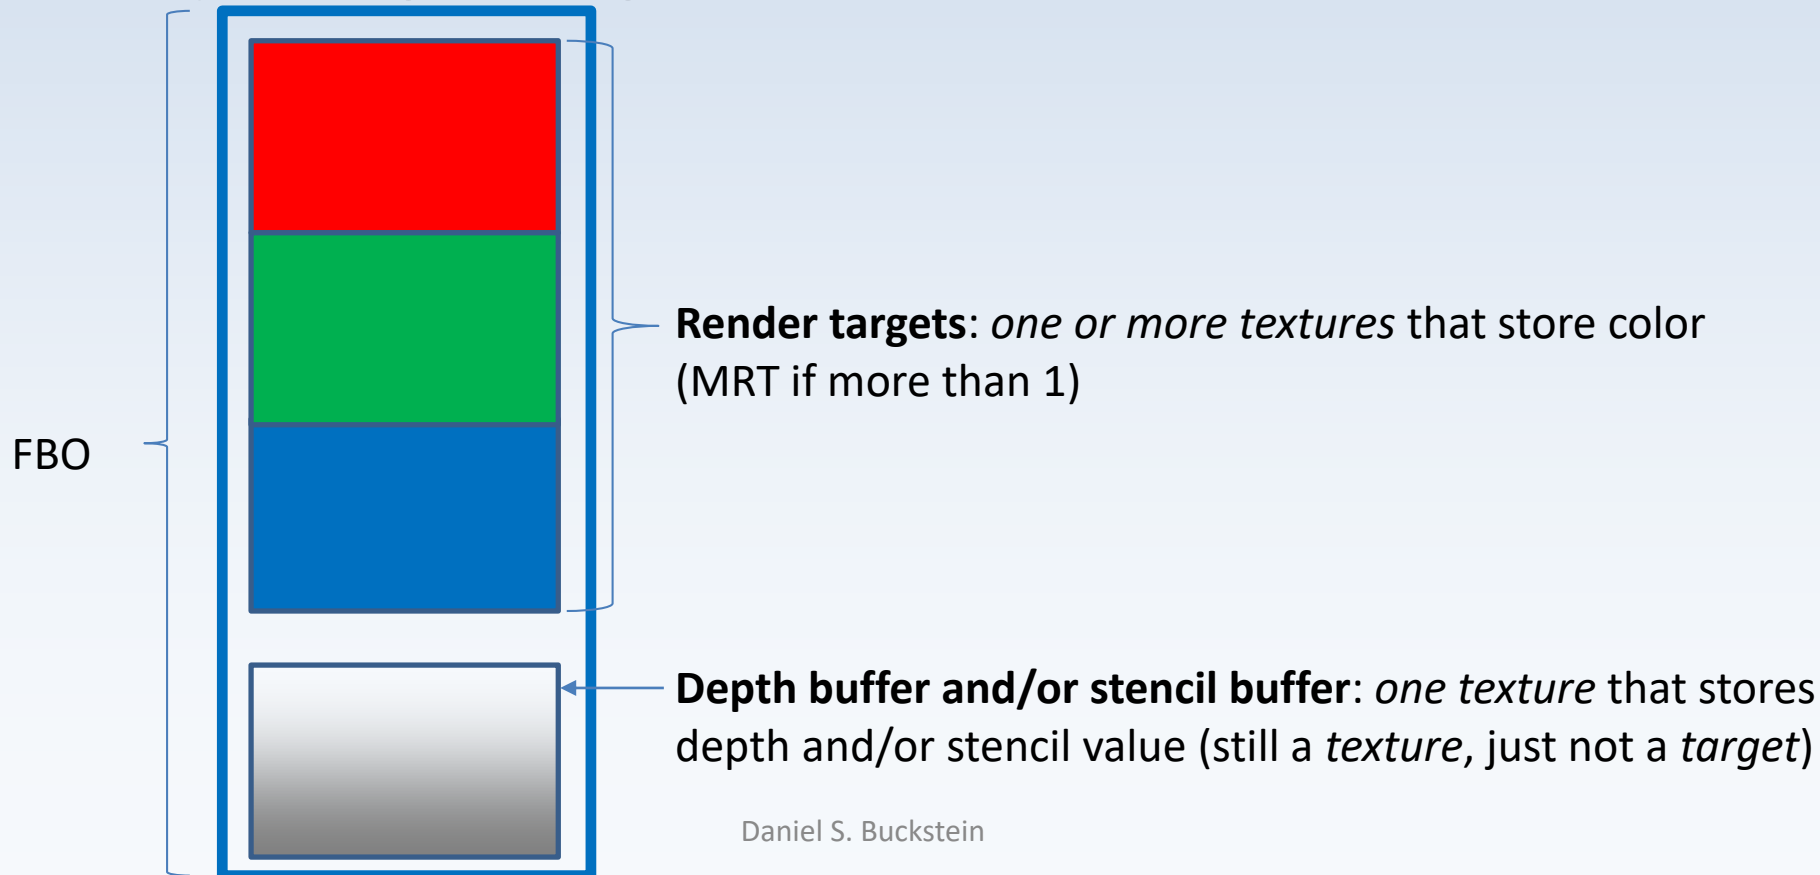 Render targets: one or more textures that store color
(MRT if more than 1)
FBO
Depth buffer and/or stencil buffer: one texture that stores
depth and/or stencil value (still a texture, just not a target)
Daniel S. Buckstein